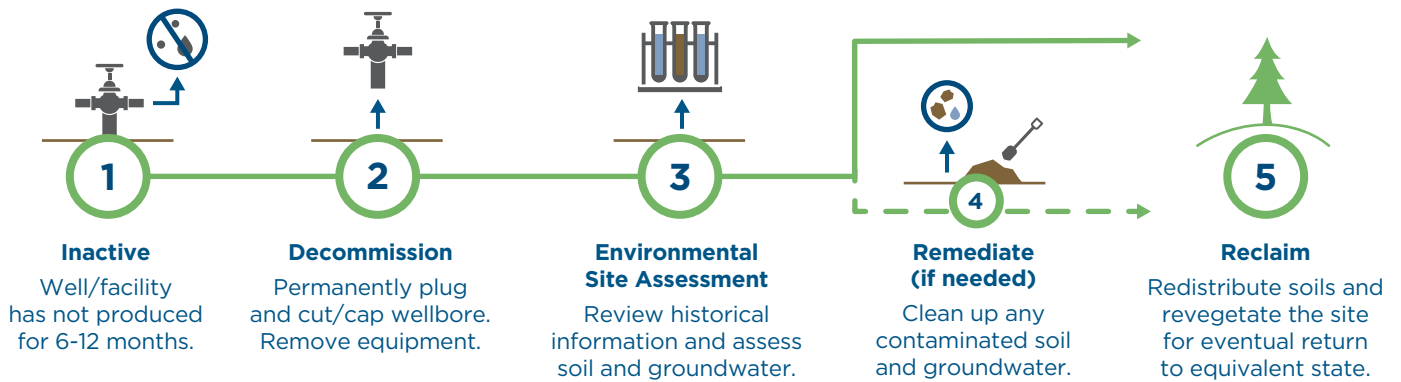 1
Inactive
Well/facility
has not produced
for 6-12 months.
2
Decommission
Permanently plug
and cut/cap wellbore.
Remove equipment.
3
Environmental
Site Assessment
Review historical
information and assess
soil and groundwater.
4
Remediate
(if needed)
Clean up any
contaminated soil
and groundwater.
5
Reclaim
Redistribute soils and
revegetate the site
for eventual return
to equivalent state.